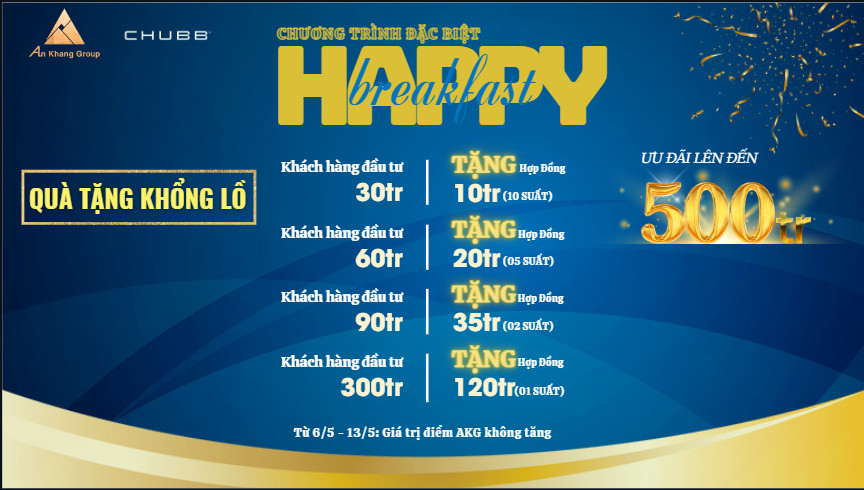 An Khang Group
CHUBB
CHƯƠNG TRÌNH ĐẶC BIỆT
HAPPY
breakfast
QUÀ TẶNG KHỔNG LỒ
Khách hàng đầu tư
30tr
TẶNG Hợp Đồng
10tr (10 SUẤT)
Khách hàng đầu tư
60tr
TẶNG Hợp Đồng
20tr (05 SUẤT)
Khách hàng đầu tư
90tr
TẶNG Hợp Đồng
35tr (02 SUẤT)
Khách hàng đầu tư
300tr
TẶNG Hợp Đồng
120tr (01 SUẤT)
ƯU ĐÃI LÊN ĐẾN
500tr
Từ 6/5 - 13/5: Giá trị điểm AKG không tăng